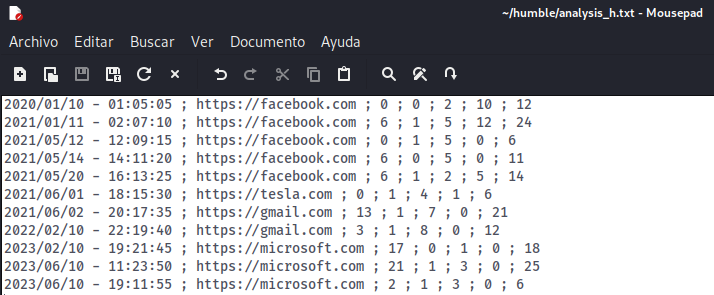 ~/humble/analysis_h.txt - Mousepad
Archivo Editar Buscar Ver Documento Ayuda
2020/01/10 - 01:05:05 ; https://facebook.com ; 0 ; 0 ; 2 ; 10 ; 12
2021/01/11 - 02:07:10 ; https://facebook.com ; 6 ; 1 ; 5 ; 12 ; 24
2021/05/12 - 12:09:15 ; https://facebook.com ; 0 ; 1 ; 5 ; 0 ; 6
2021/05/14 - 14:11:20 ; https://facebook.com ; 6 ; 0 ; 5 ; 0 ; 11
2021/05/20 - 16:13:25 ; https://facebook.com ; 6 ; 1 ; 2 ; 5 ; 14
2021/06/01 - 18:15:30 ; https://tesla.com ; 0 ; 1 ; 4 ; 1 ; 6
2021/06/02 - 20:17:35 ; https://gmail.com ; 13 ; 1 ; 7 ; 0 ; 21
2022/02/10 - 22:19:40 ; https://gmail.com ; 3 ; 1 ; 8 ; 0 ; 12
2023/02/10 - 19:21:45 ; https://microsoft.com ; 17 ; 0 ; 1 ; 0 ; 18
2023/06/10 - 11:23:50 ; https://microsoft.com ; 21 ; 1 ; 3 ; 0 ; 25
2023/06/10 - 19:11:55 ; https://microsoft.com ; 2 ; 1 ; 3 ; 0 ; 6